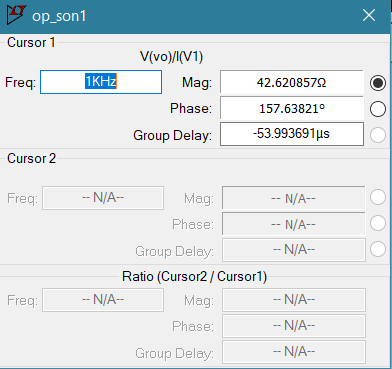 op_son1
Cursor 1
V(vo)/I(V1)
Freq: 1KHz Mag: 42.620857Ω
Phase: 157.63821°
Group Delay: -53.993691µs
Cursor 2
Freq: -- N/A-- Mag: -- N/A--
Phase: -- N/A--
Group Delay: -- N/A--
Ratio (Cursor2 / Cursor1)
Freq: -- N/A-- Mag: -- N/A--
Phase: -- N/A--
Group Delay: -- N/A--